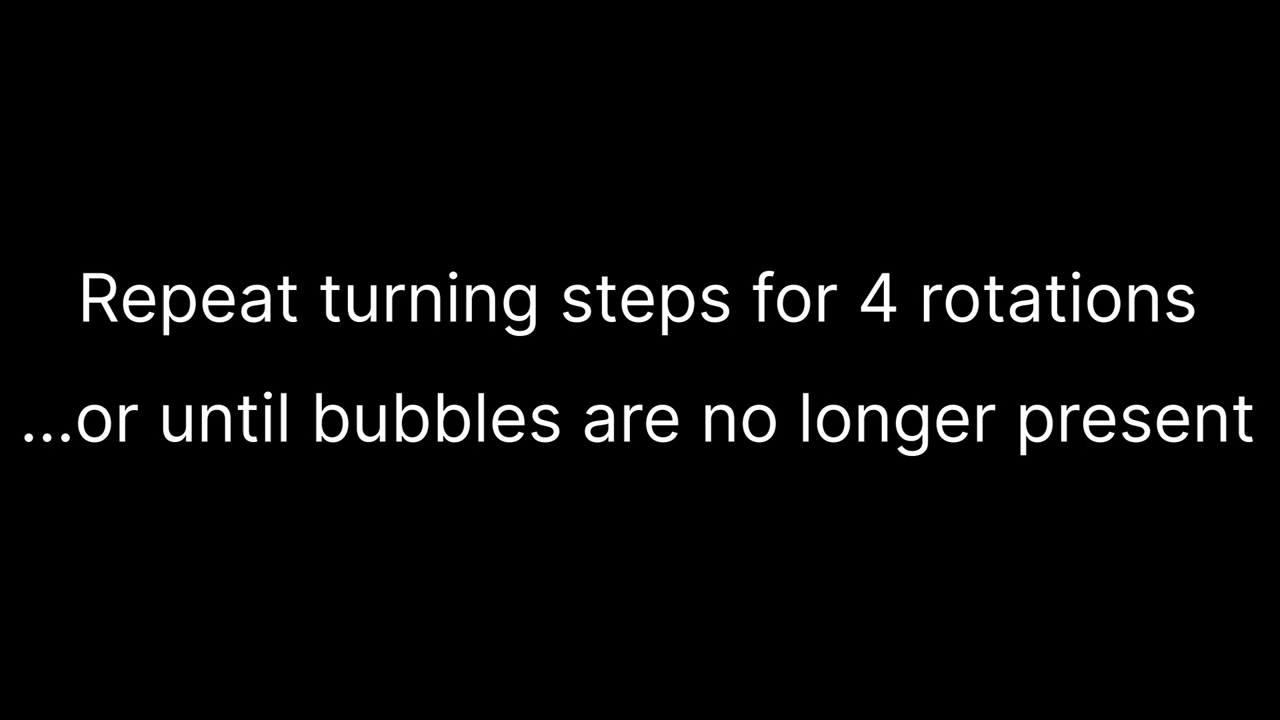 Repeat turning steps for 4 rotations
...or until bubbles are no longer present